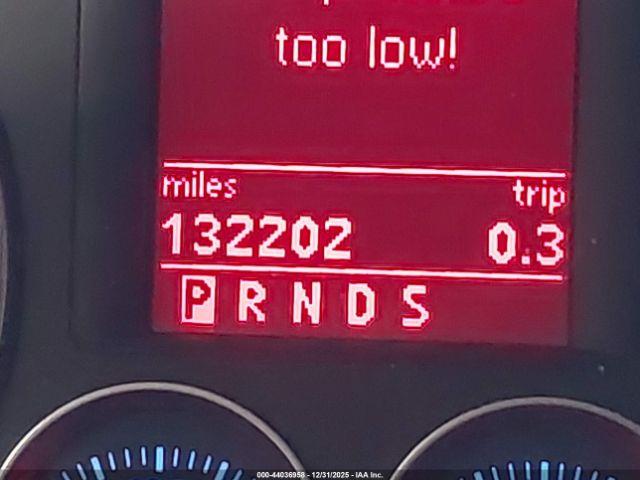 too low!
miles trip
132202 0.3
P R N D S
000-44036958 - 12/31/2025 - IAA Inc.